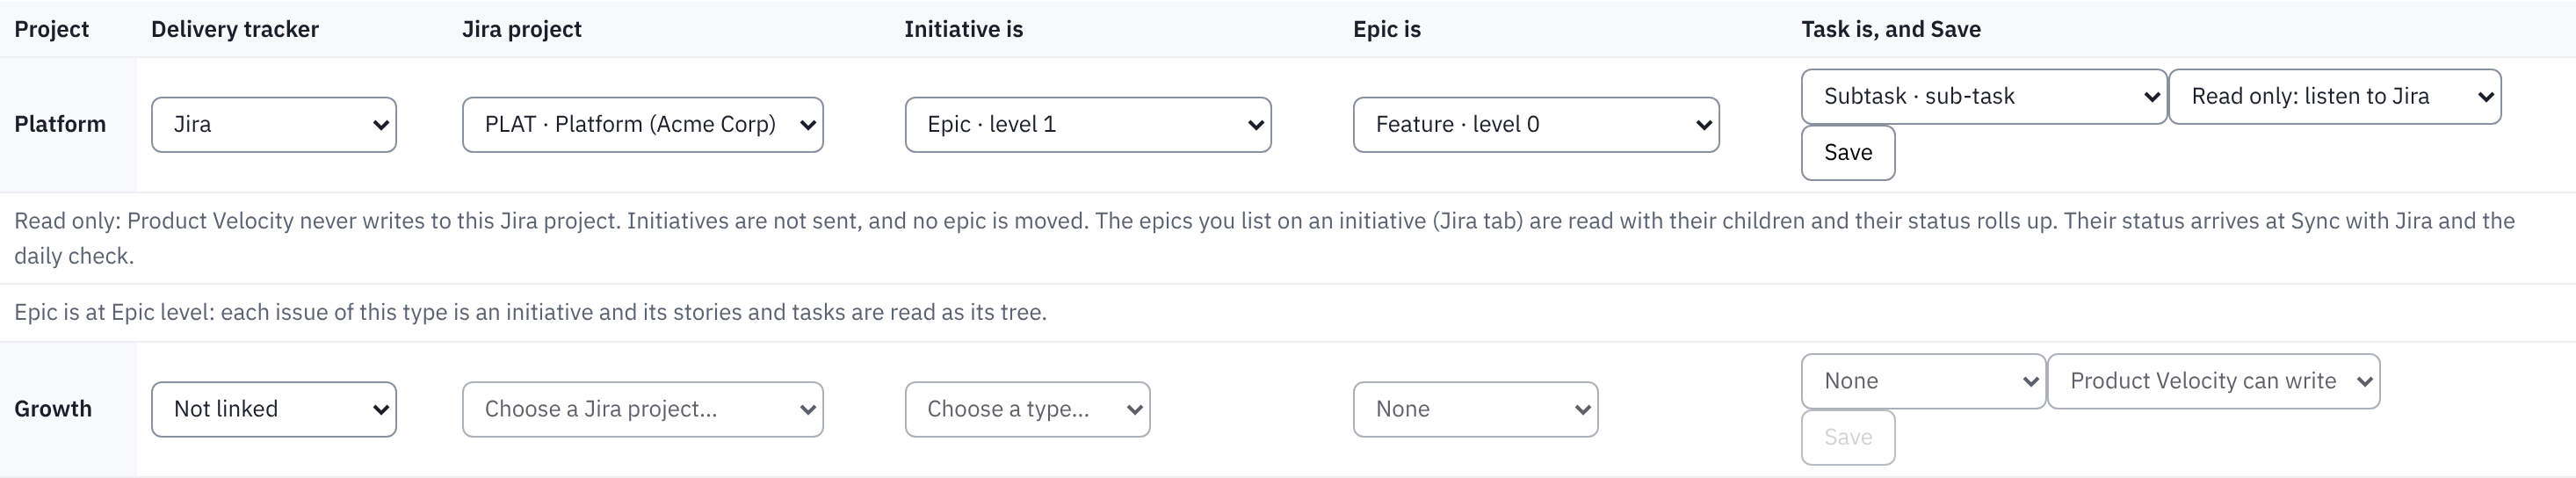 Project Delivery tracker Jira project Initiative is Epic is Task is, and Save
Platform Jira PLAT · Platform (Acme Corp) Epic · level 1 Feature · level 0 Subtask · sub-task Read only: listen to Jira
Save
Read only: Product Velocity never writes to this Jira project. Initiatives are not sent, and no epic is moved. The epics you list on an initiative (Jira tab) are read with their children and their status rolls up. Their status arrives at Sync with Jira and the
daily check.
Epic is at Epic level: each issue of this type is an initiative and its stories and tasks are read as its tree.
Growth Not linked Choose a Jira project... Choose a type... None None Product Velocity can write
Save